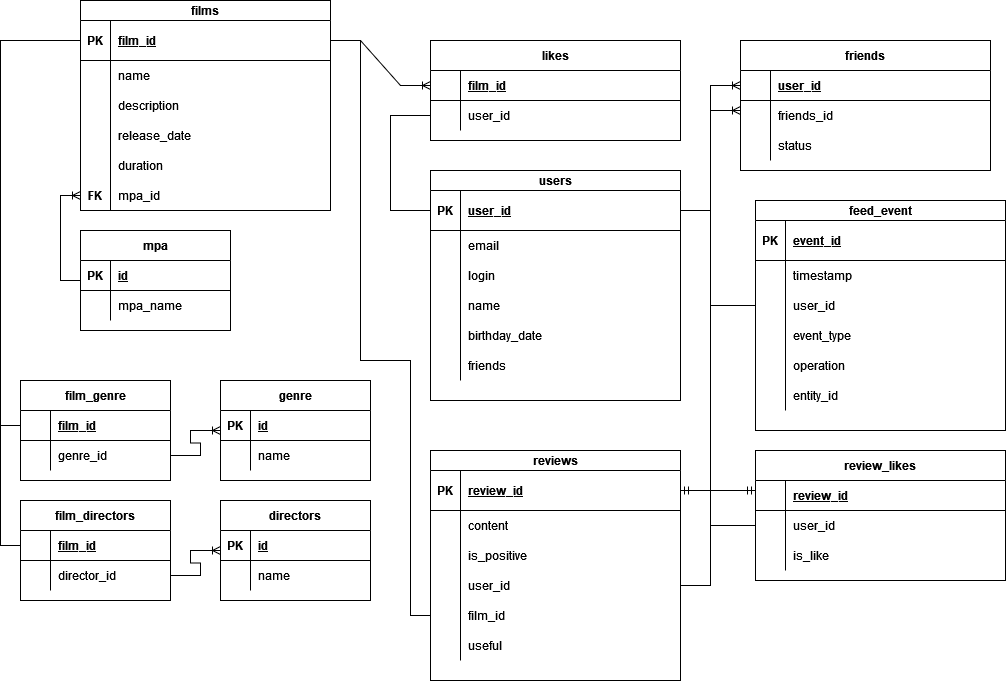 films
PK film_id
name
description
release_date
duration
FK mpa_id
mpa
PK id
mpa_name
film_genre
film_id
genre_id
genre
PK id
name
film_directors
film_id
director_id
directors
PK id
name
likes
film_id
user_id
users
PK user_id
email
login
name
birthday_date
friends
reviews
PK review_id
content
is_positive
user_id
film_id
useful
friends
user_id
friends_id
status
feed_event
PK event_id
timestamp
user_id
event_type
operation
entity_id
review_likes
review_id
user_id
is_like